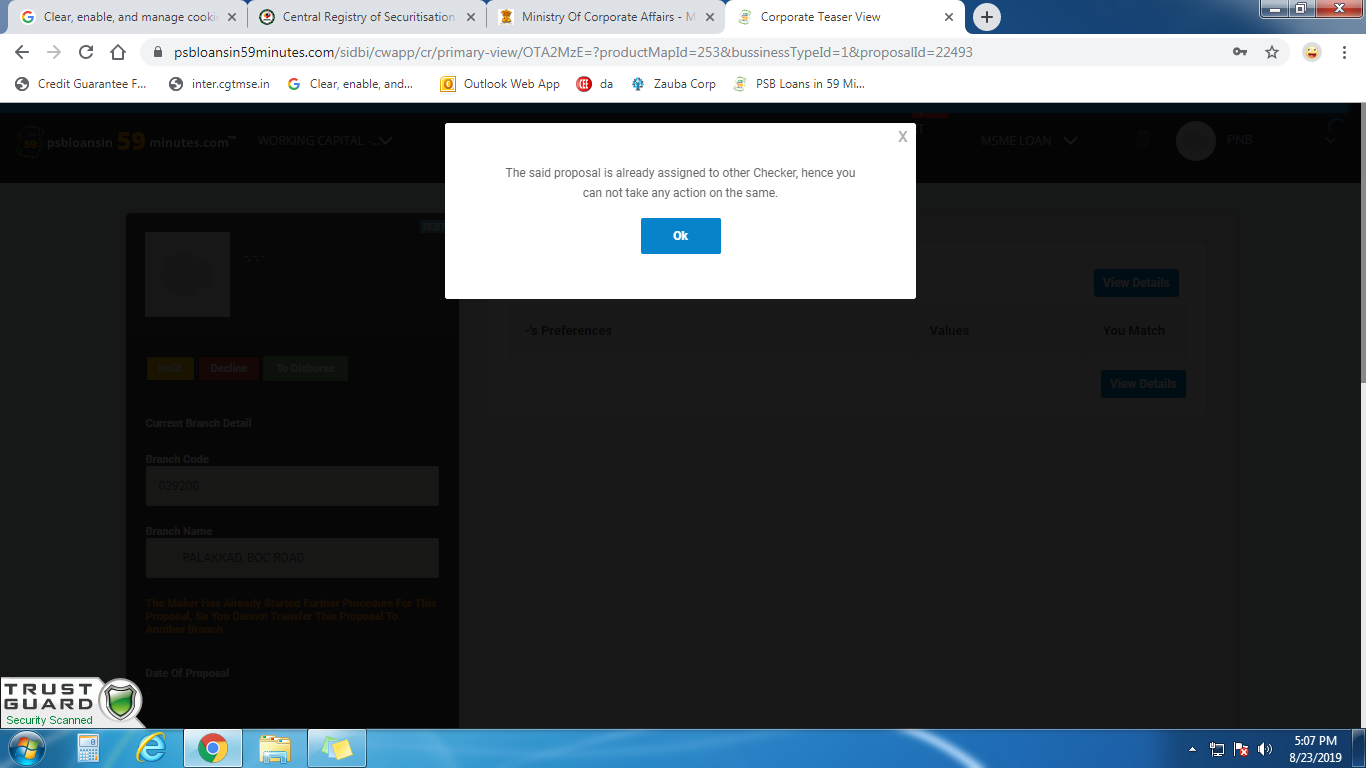 Clear, enable, and manage cooki
Central Registry of Securitisation
Ministry Of Corporate Affairs - M
Corporate Teaser View
psbloansin59minutes.com/sidbi/cwapp/cr/primary-view/OTA2MzE=?productMapId=253&bussinessTypeId=1&proposalId=22493
Credit Guarantee F...
inter.cgtmse.in
Clear, enable, and...
Outlook Web App
da
Zauba Corp
PSB Loans in 59 Mi...
psbloansin 59 minutes.com™
WORKING CAPITAL -...
MSME LOAN
PNB
X
The said proposal is already assigned to other Checker, hence you
can not take any action on the same.
Ok
View Details
-'s Preferences
Values
You Match
View Details
Hold
Decline
To Disburse
Current Branch Detail
Branch Code
039200
Branch Name
PALAKKAD, BOC ROAD
The Maker Has Already Started Further Procedure For This
Proposal, So You Cannot Transfer This Proposal To
Another Branch.
Date Of Proposal
TRUST
GUARD
Security Scanned
5:07 PM
8/23/2019